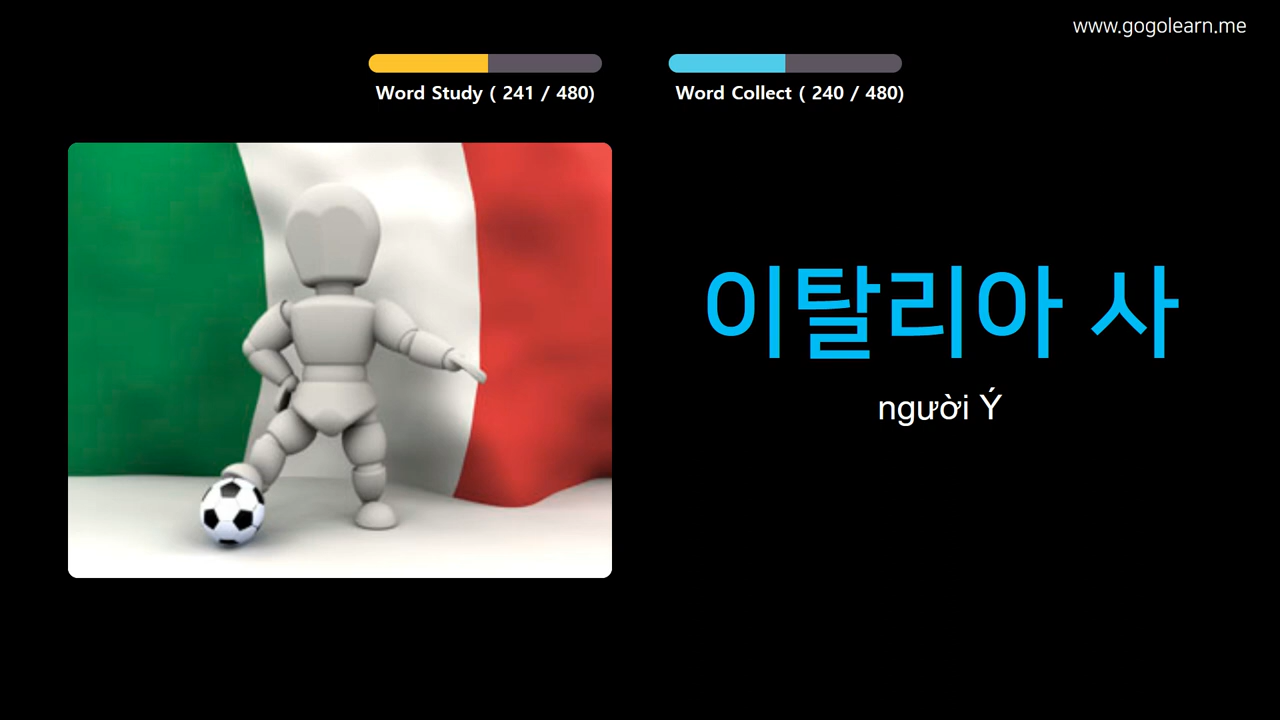 www.gogolearn.me
Word Study ( 241 / 480)
Word Collect ( 240 / 480)
이탈리아 사
người Ý